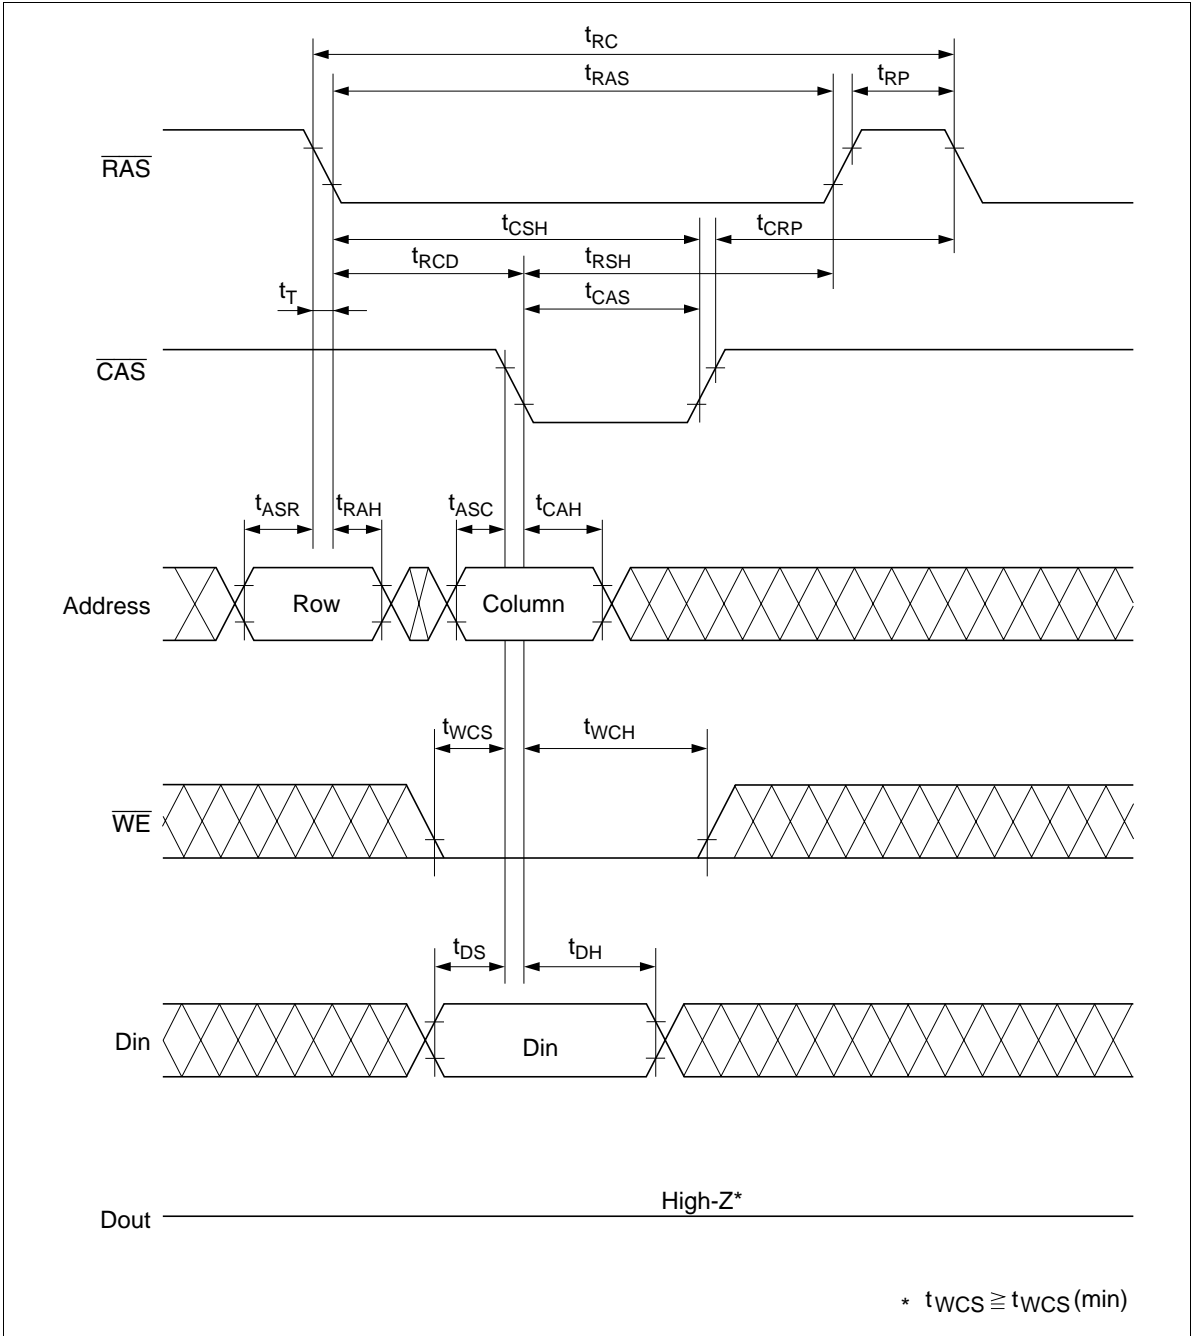 tRC
tRAS
tRP
RAS
tCSH
tCRP
tRCD
tRSH
tT
tCAS
CAS
tASR
tRAH
tASC
tCAH
Address
Row
Column
tWCS
tWCH
WE
tDS
tDH
Din
Din
High-Z*
Dout
* tWCS ≧ tWCS (min)